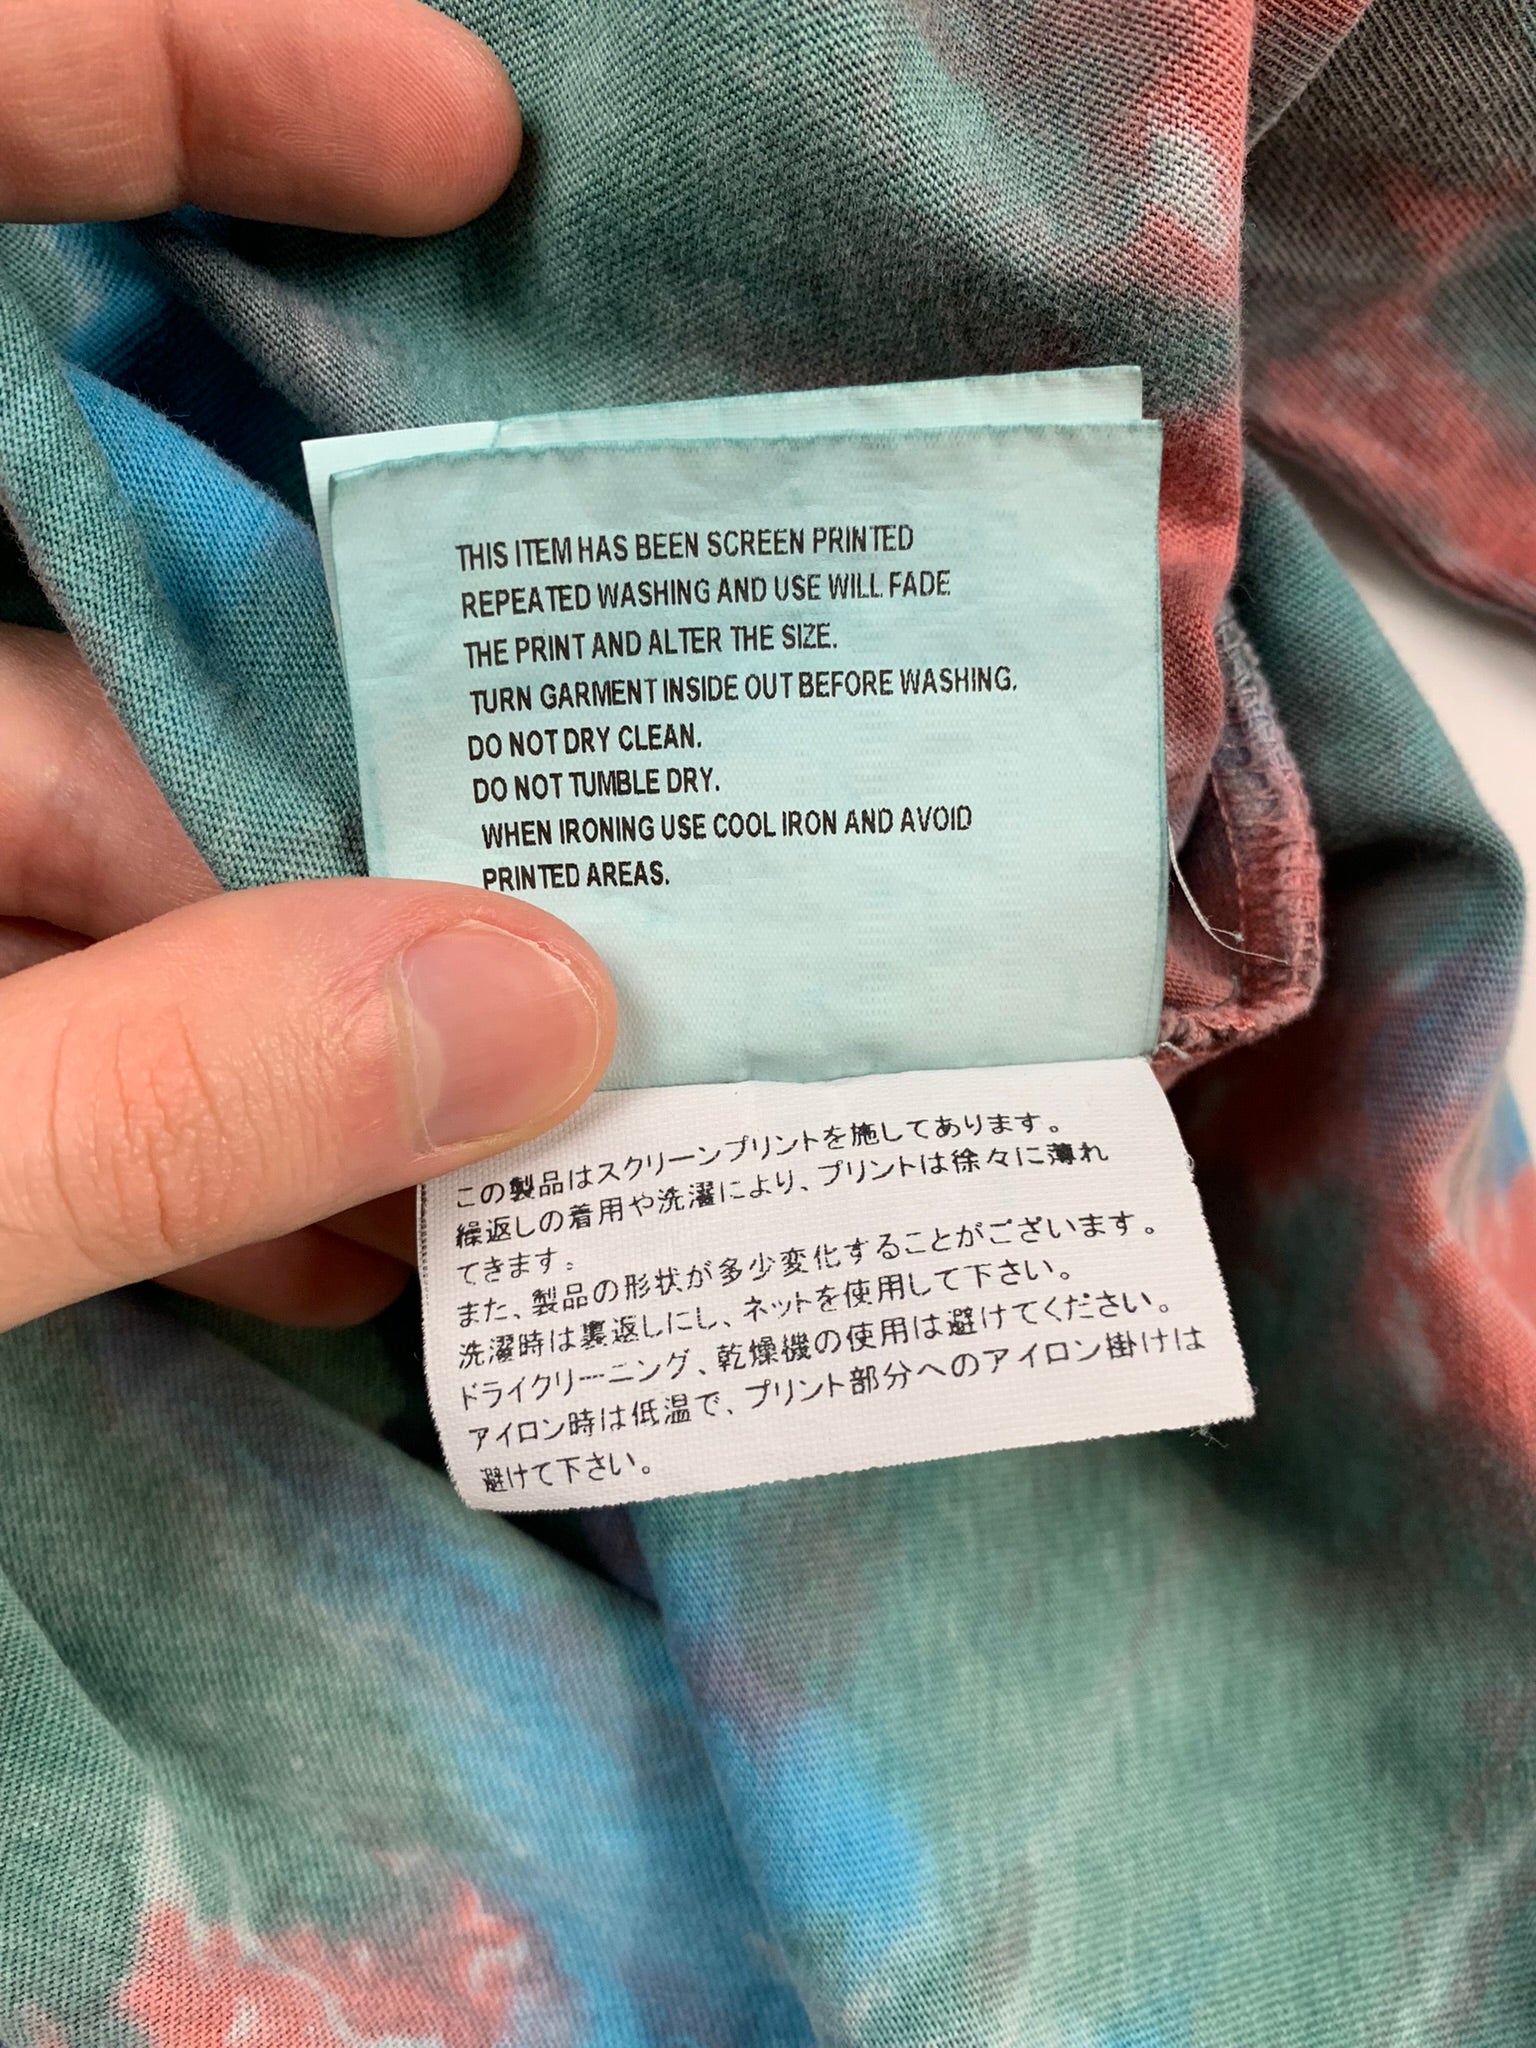 THIS ITEM HAS BEEN SCREEN PRINTED
REPEATED WASHING AND USE WILL FADE
THE PRINT AND ALTER THE SIZE.
TURN GARMENT INSIDE OUT BEFORE WASHING.
DO NOT DRY CLEAN.
DO NOT TUMBLE DRY.
WHEN IRONING USE COOL IRON AND AVOID
PRINTED AREAS.
この製品はスクリーンプリントを施してあります。
繰返しの着用や洗濯により、プリントは徐々に薄れ
てきます。
また、製品の形状が多少変化することがございます。
洗濯時は裏返しにし、ネットを使用して下さい。
ドライクリーニング、乾燥機の使用は避けてください。
アイロン時は低温で、プリント部分へのアイロン掛けは
避けて下さい。